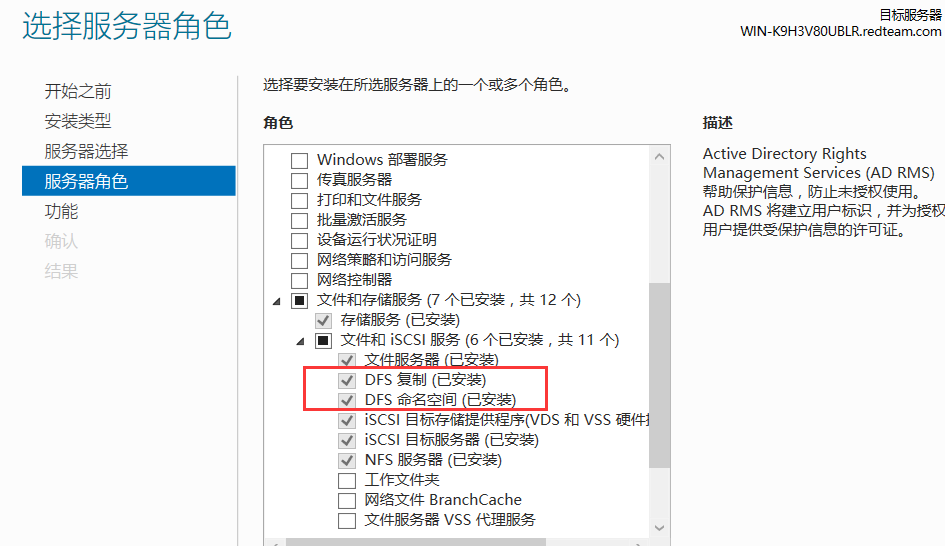 选择服务器角色
目标服务器
WIN-K9H3V80UBLR.redteam.com
开始之前
安装类型
服务器选择
服务器角色
功能
确认
结果
选择要安装在所选服务器上的一个或多个角色。
角色
Windows 部署服务
传真服务器
打印和文件服务
批量激活服务
设备运行状况证明
网络策略和访问服务
网络控制器
文件和存储服务 (7 个已安装，共 12 个)
存储服务 (已安装)
文件和 iSCSI 服务 (6 个已安装，共 11 个)
文件服务器 (已安装)
DFS 复制 (已安装)
DFS 命名空间 (已安装)
iSCSI 目标存储提供程序(VDS 和 VSS 硬件
iSCSI 目标服务器 (已安装)
NFS 服务器 (已安装)
工作文件夹
网络文件 BranchCache
文件服务器 VSS 代理服务
描述
Active Directory Rights
Management Services (AD RMS)
帮助保护信息，防止未授权使用。
AD RMS 将建立用户标识，并为授权
用户提供受保护信息的许可证。